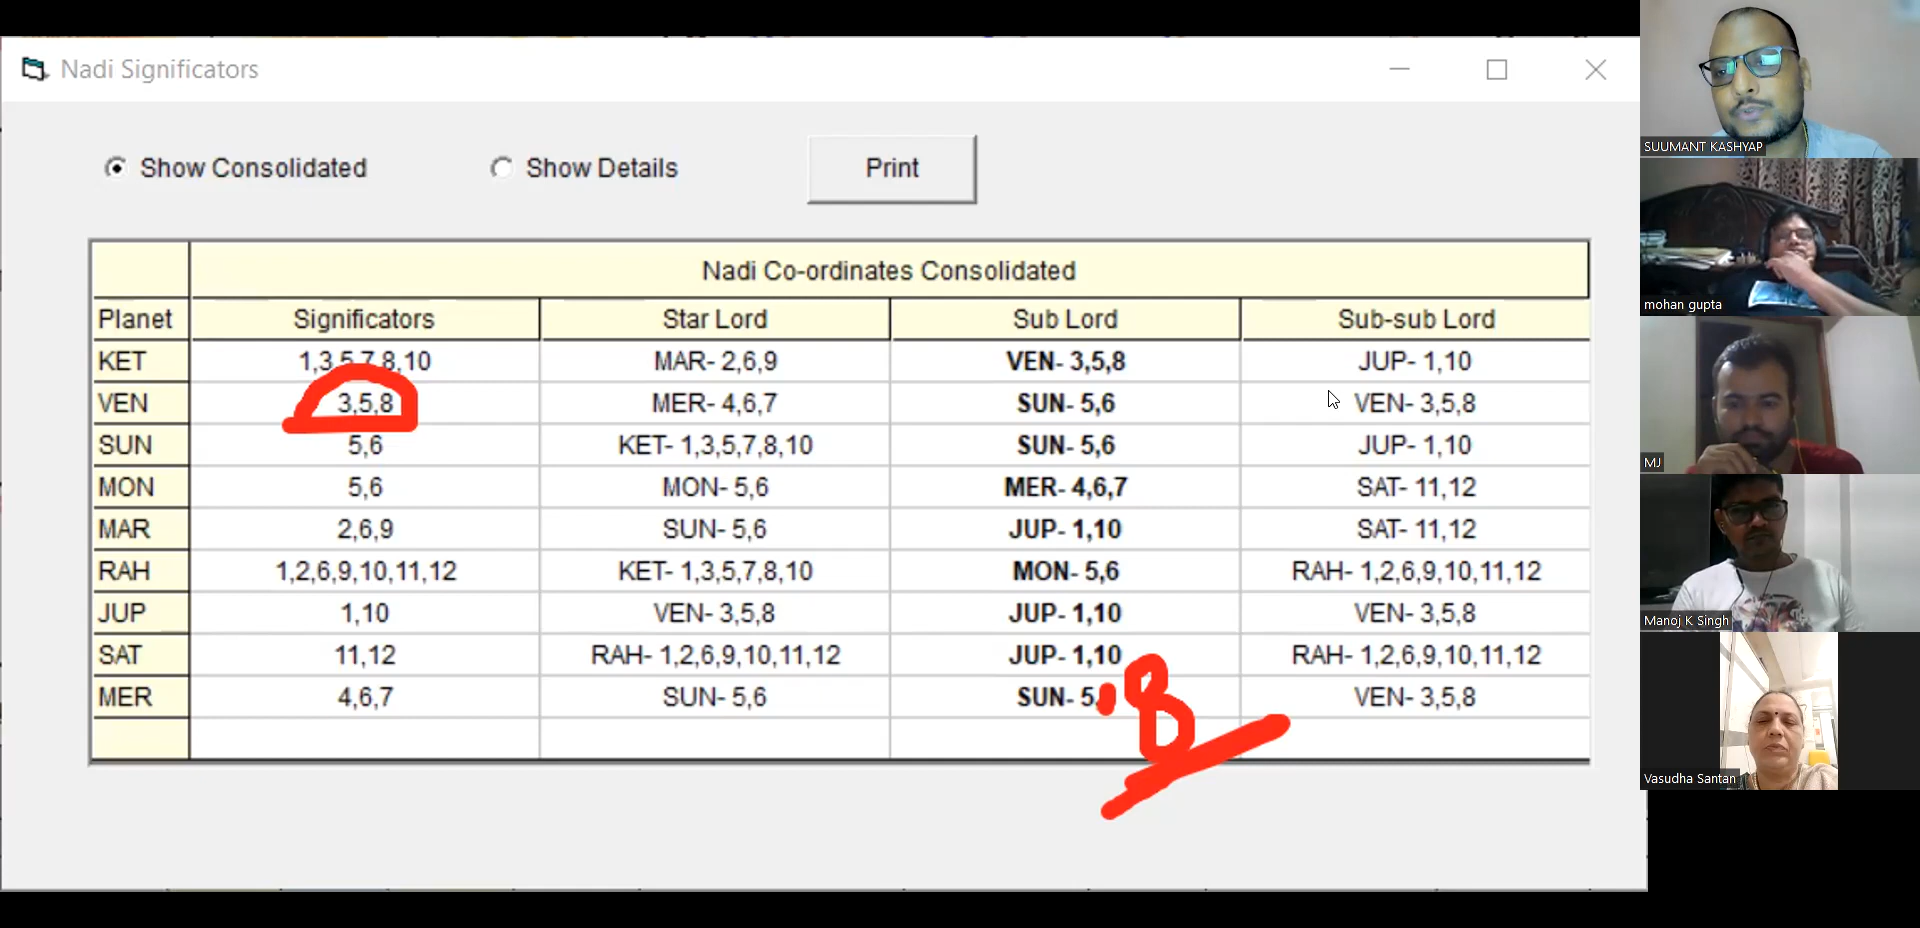 Nadi Significators
Show Consolidated Show Details Print
Nadi Co-ordinates Consolidated
Planet Significators Star Lord Sub Lord Sub-sub Lord
KET 1,3,5,7,8,10 MAR- 2,6,9 VEN- 3,5,8 JUP- 1,10
VEN 3,5,8 MER- 4,6,7 SUN- 5,6 VEN- 3,5,8
SUN 5,6 KET- 1,3,5,7,8,10 SUN- 5,6 JUP- 1,10
MON 5,6 MON- 5,6 MER- 4,6,7 SAT- 11,12
MAR 2,6,9 SUN- 5,6 JUP- 1,10 SAT- 11,12
RAH 1,2,6,9,10,11,12 KET- 1,3,5,7,8,10 MON- 5,6 RAH- 1,2,6,9,10,11,12
JUP 1,10 VEN- 3,5,8 JUP- 1,10 VEN- 3,5,8
SAT 11,12 RAH- 1,2,6,9,10,11,12 JUP- 1,10 RAH- 1,2,6,9,10,11,12
MER 4,6,7 SUN- 5,6 SUN- 5, VEN- 3,5,8
SUUMANT KASHYAP
mohan gupta
MJ
Manoj K Singh
Vasudha Santan